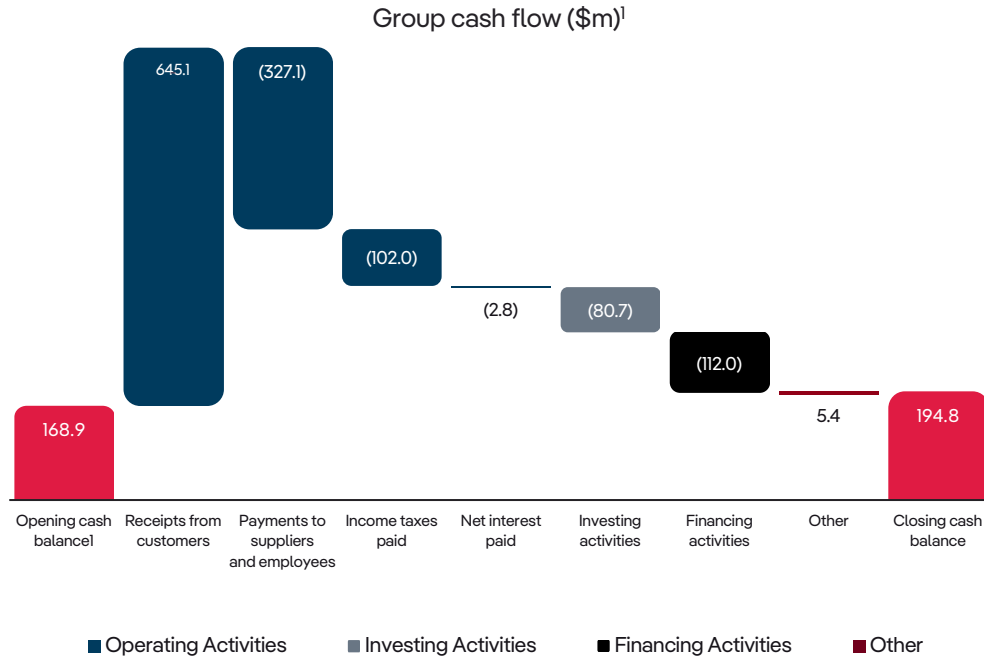 Group cash flow ($m)¹
645.1
(327.1)
(102.0)
(2.8)
(80.7)
(112.0)
5.4
168.9
194.8
Opening cash
balance1
Receipts from
customers
Payments to
suppliers
and employees
Income taxes
paid
Net interest
paid
Investing
activities
Financing
activities
Other
Closing cash
balance
Operating Activities
Investing Activities
Financing Activities
Other